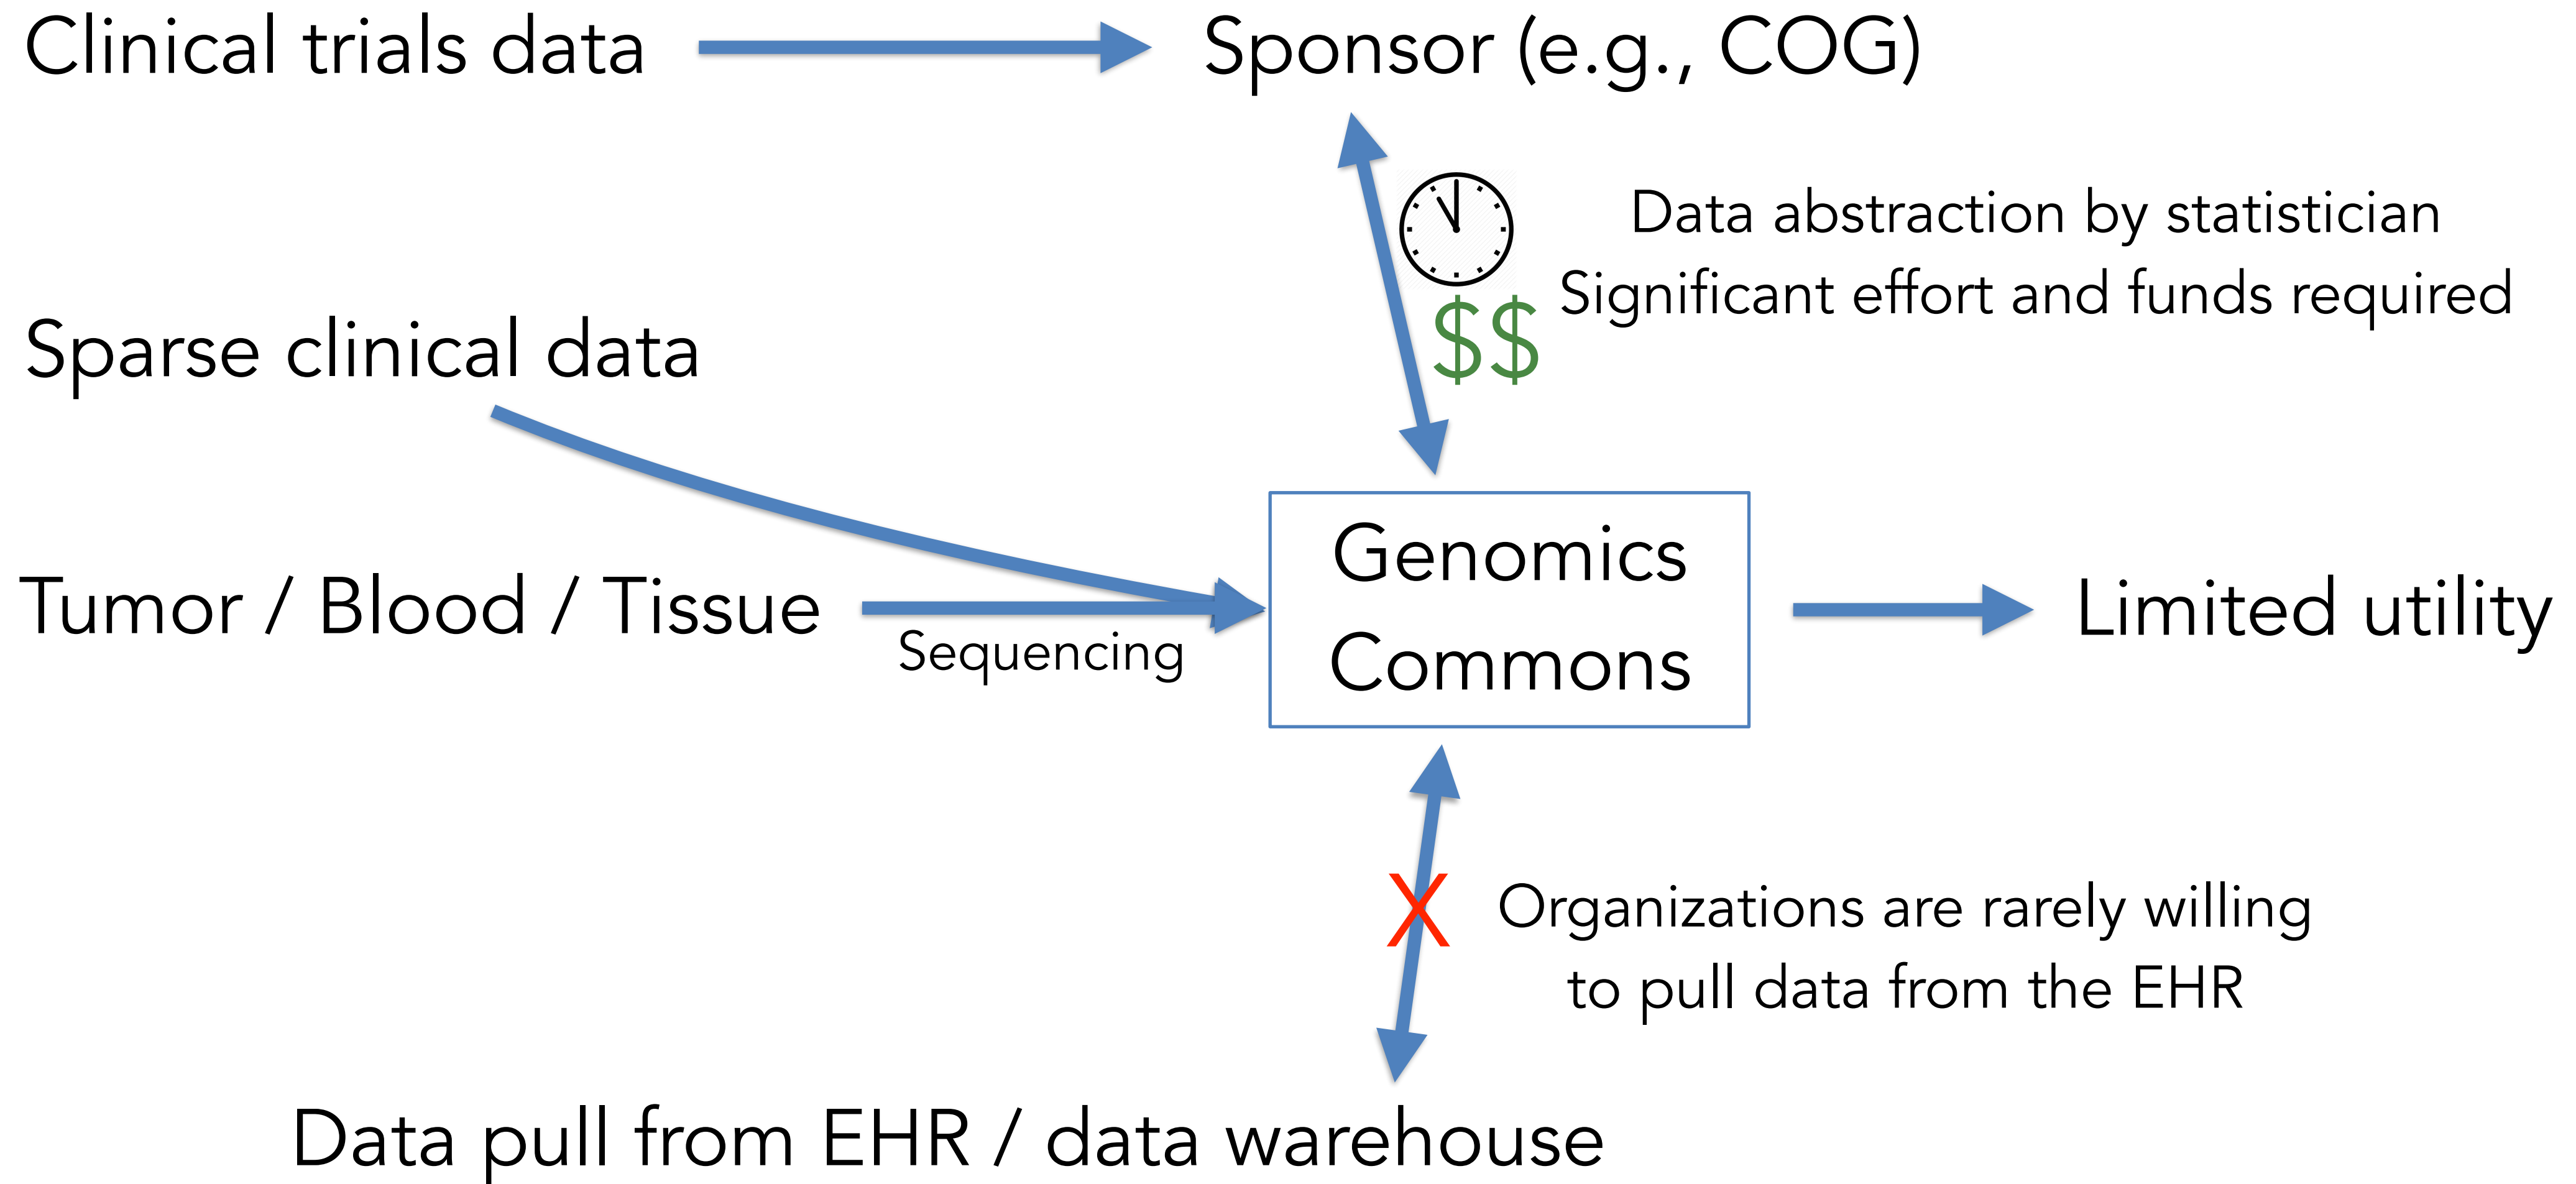 Clinical trials data
Sponsor (e.g., COG)
Data abstraction by statistician
Significant effort and funds required
$$
Sparse clinical data
Genomics
Commons
Tumor / Blood / Tissue
Sequencing
Limited utility
X
Organizations are rarely willing
to pull data from the EHR
Data pull from EHR / data warehouse